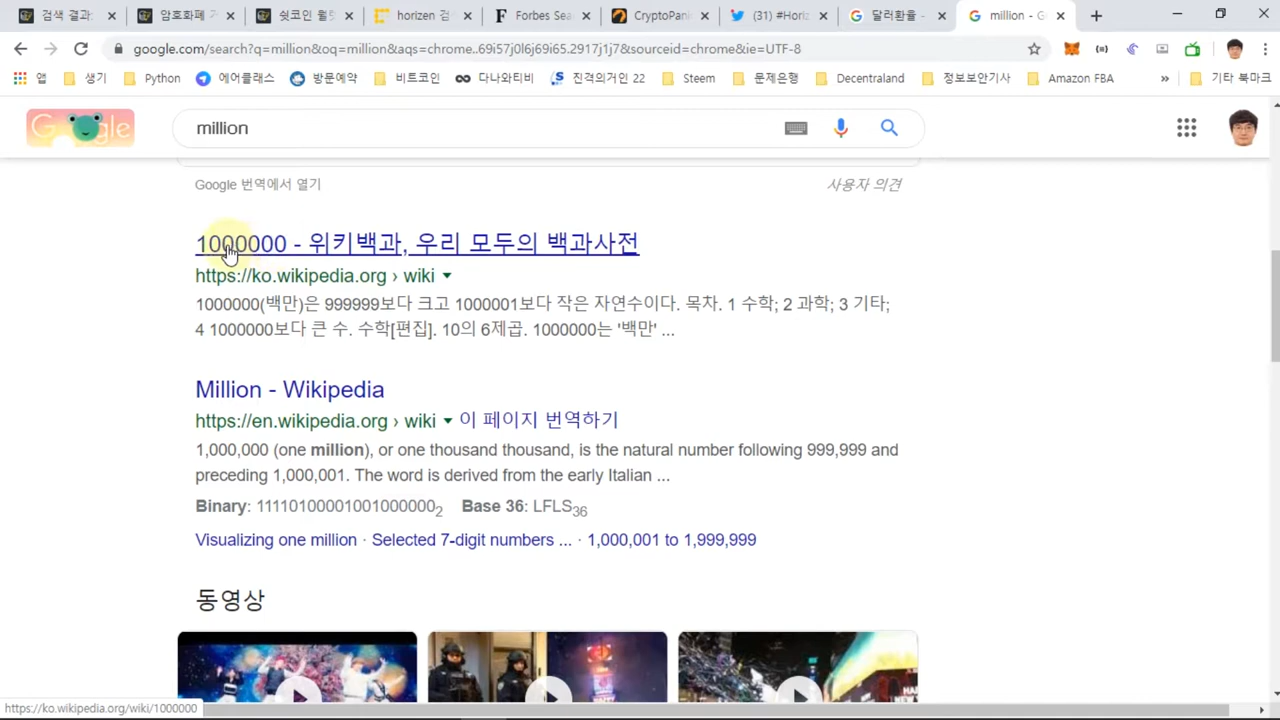 검색 결과:
암호화폐 7
쉿코인 월릿
horizen 검
Forbes Sea
CryptoPani
(31) #Horiz
달러환율 -
million - G
google.com/search?q=million&oq=million&aqs=chrome..69i57j0l6j69i65.2917j1j7&sourceid=chrome&ie=UTF-8
앱 생기 Python 에어클래스 방문예약 비트코인 다나와티비 진격의거인 22 Steem 문제은행 Decentraland 정보보안기사 Amazon FBA » 기타 북마크
Google
million
Google 번역에서 열기
사용자 의견
1000000 - 위키백과, 우리 모두의 백과사전
https://ko.wikipedia.org › wiki
1000000(백만)은 999999보다 크고 1000001보다 작은 자연수이다. 목차. 1 수학; 2 과학; 3 기타;
4 1000000보다 큰 수. 수학[편집]. 10의 6제곱. 1000000는 '백만' ...
Million - Wikipedia
https://en.wikipedia.org › wiki 이 페이지 번역하기
1,000,000 (one million), or one thousand thousand, is the natural number following 999,999 and
preceding 1,000,001. The word is derived from the early Italian ...
Binary: 11110100001001000000₂ Base 36: LFLS₃₆
Visualizing one million · Selected 7-digit numbers ... · 1,000,001 to 1,999,999
동영상
https://ko.wikipedia.org/wiki/1000000